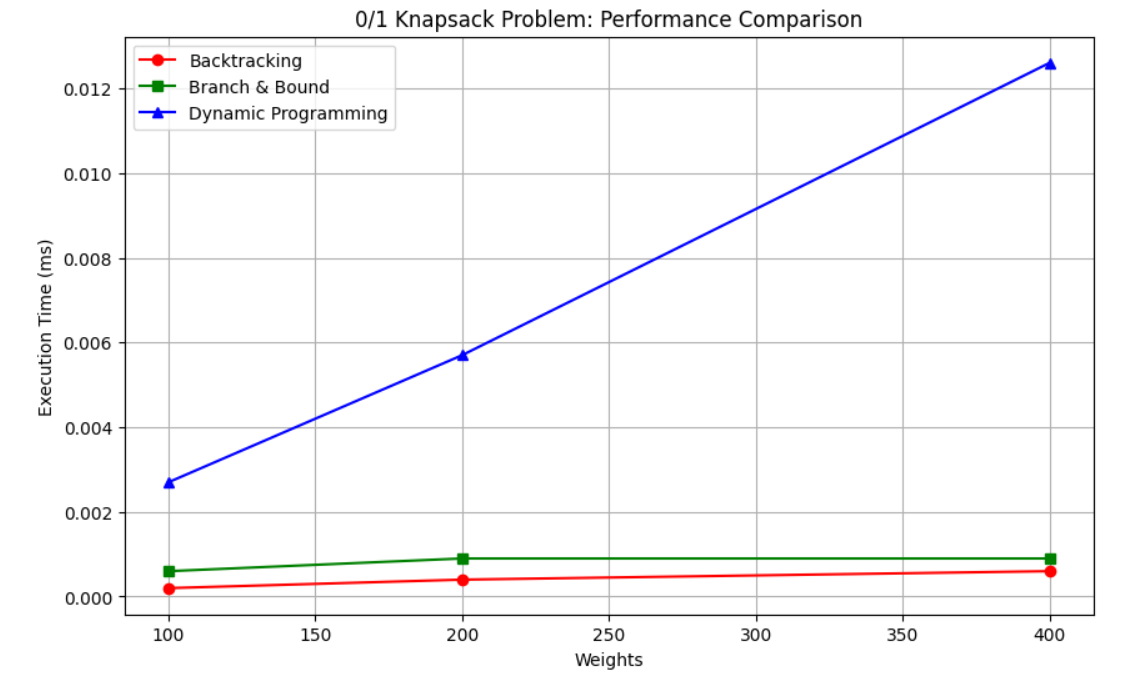 0/1 Knapsack Problem: Performance Comparison
Backtracking
Branch & Bound
Dynamic Programming
Execution Time (ms)
0.012
0.010
0.008
0.006
0.004
0.002
0.000
100 150 200 250 300 350 400
Weights